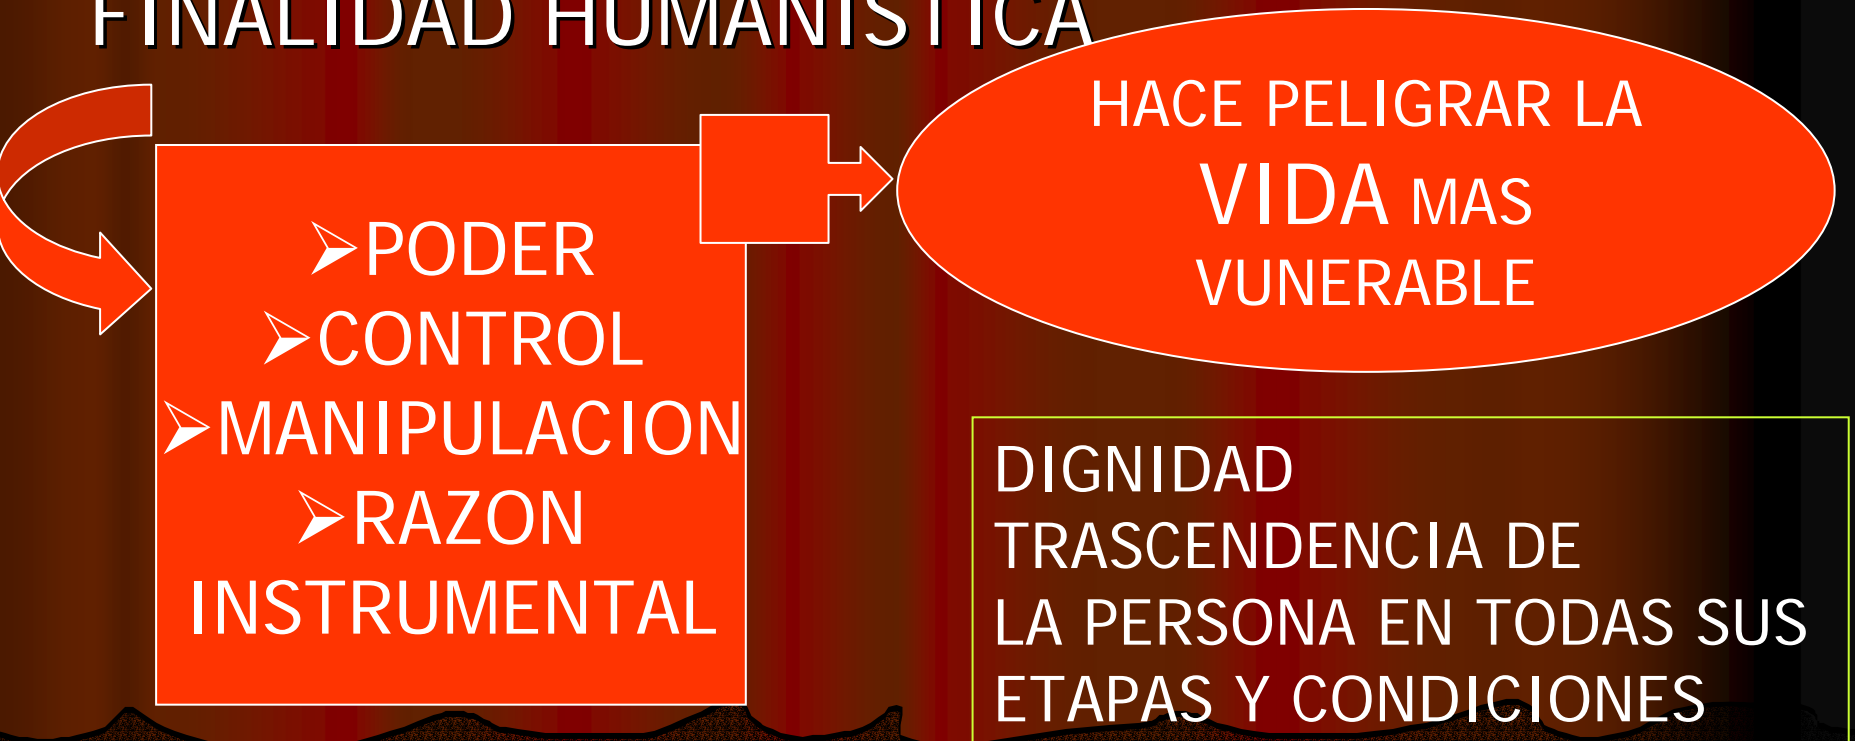 FINALIDAD HUMANISTICA
HACE PELIGRAR LA
VIDA MAS
VUNERABLE
➢PODER
➢CONTROL
➢MANIPULACION
➢RAZON
INSTRUMENTAL
DIGNIDAD
TRASCENDENCIA DE
LA PERSONA EN TODAS SUS
ETAPAS Y CONDICIONES